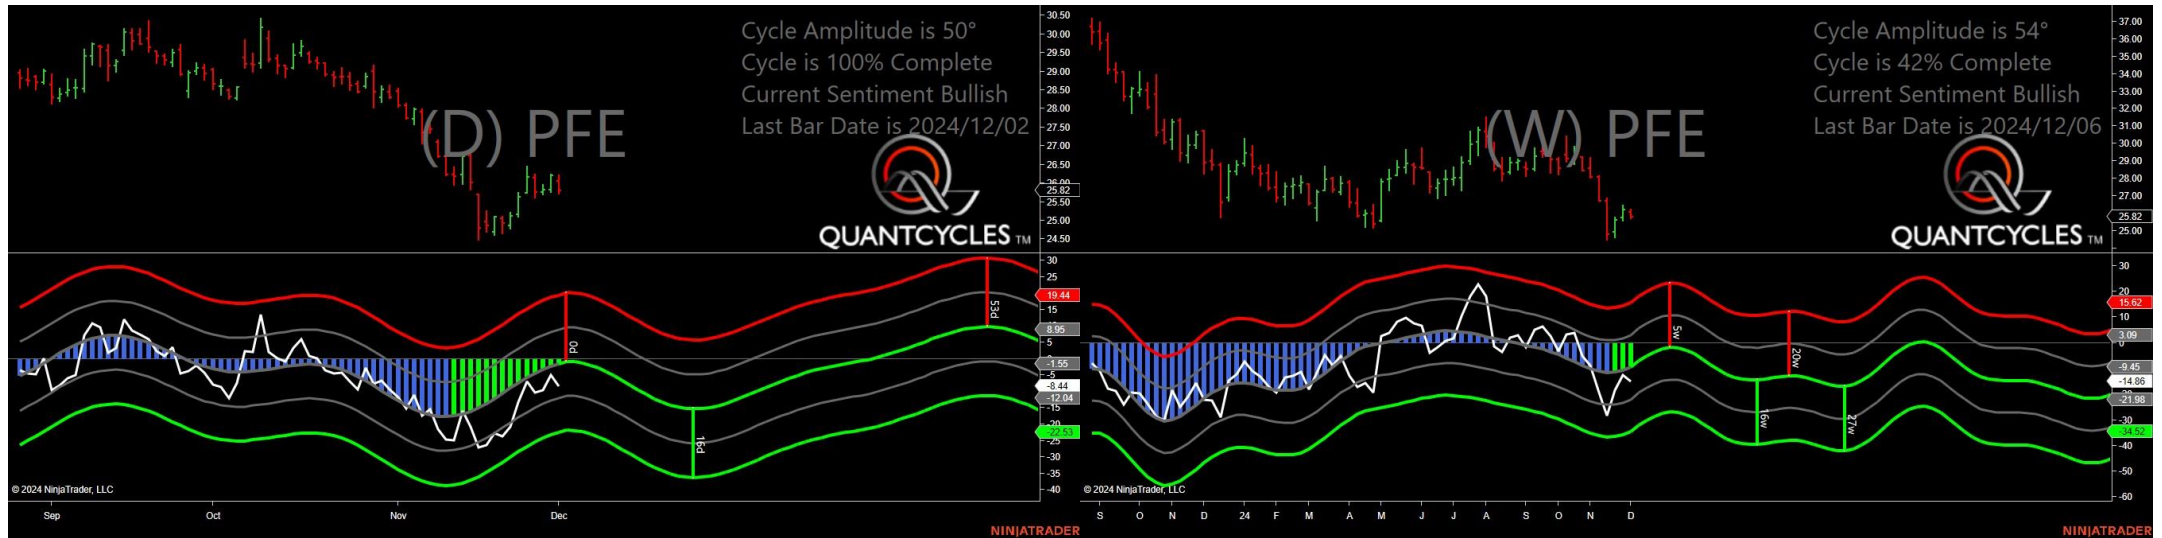 Cycle Amplitude is 50°
Cycle is 100% Complete
Current Sentiment Bullish
Last Bar Date is 2024/12/02
(D) PFE
QUANTCYCLES TM
30.50
30.00
29.50
29.00
28.50
28.00
27.50
27.00
26.50
26.00
25.82
25.50
25.00
24.50
30
25
19.44
15
8.95
5
-1.55
-5
-8.44
-12.04
-15
-22.53
-25
-30
-35
-40
0d
16d
53d
© 2024 NinjaTrader, LLC
Sep Oct Nov Dec
NINJATRADER
Cycle Amplitude is 54°
Cycle is 42% Complete
Current Sentiment Bullish
Last Bar Date is 2024/12/06
(W) PFE
QUANTCYCLES TM
37.00
36.00
35.00
34.00
33.00
32.00
31.00
30.00
29.00
28.00
27.00
25.82
25.00
30
20
15.62
10
3.09
0
-9.45
-14.86
-21.98
-30
-34.52
-40
-50
-60
5w
20w
16w
27w
© 2024 NinjaTrader, LLC
S O N D 24 F M A M J J A S O N D
NINJATRADER